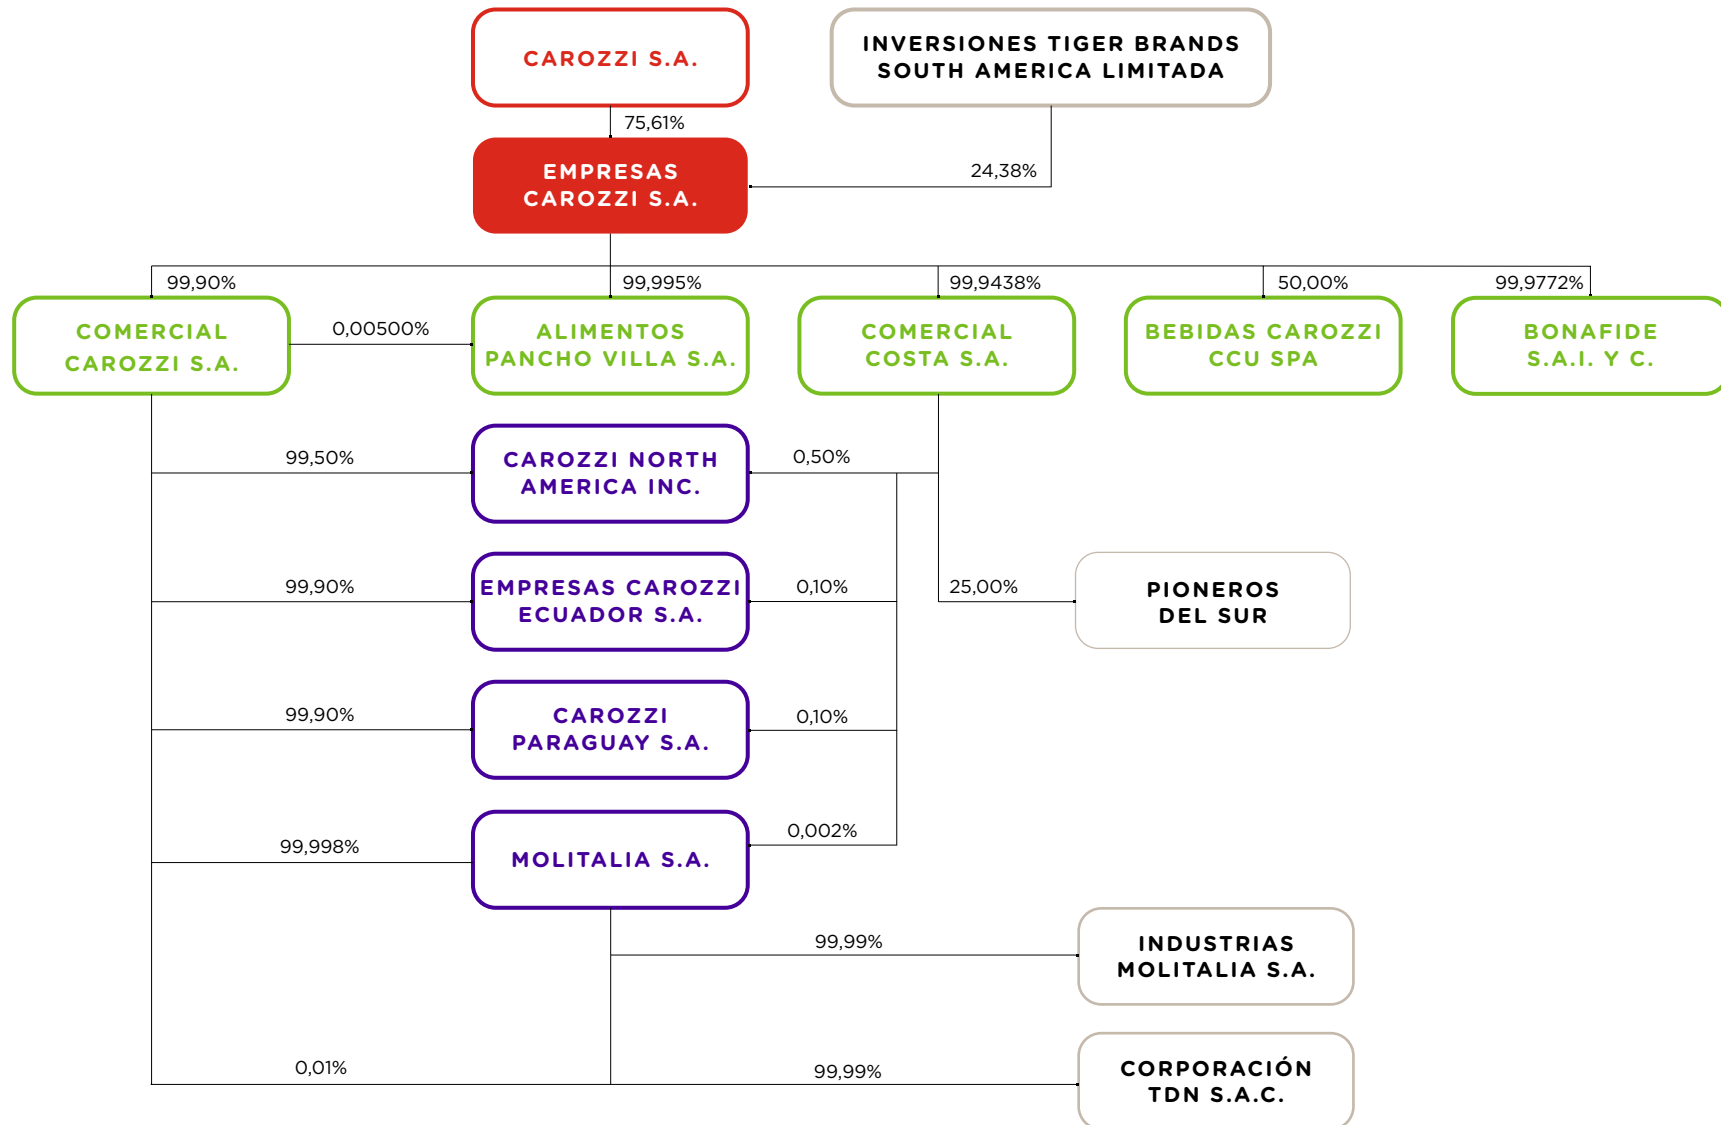 CAROZZI S.A.
INVERSIONES TIGER BRANDS
SOUTH AMERICA LIMITADA
75,61%
EMPRESAS
CAROZZI S.A.
24,38%
99,90%
99,995%
99,9438%
50,00%
99,9772%
COMERCIAL
CAROZZI S.A.
0,00500%
ALIMENTOS
PANCHO VILLA S.A.
COMERCIAL
COSTA S.A.
BEBIDAS CAROZZI
CCU SPA
BONAFIDE
S.A.I. Y C.
99,50%
CAROZZI NORTH
AMERICA INC.
0,50%
99,90%
EMPRESAS CAROZZI
ECUADOR S.A.
0,10%
25,00%
PIONEROS
DEL SUR
99,90%
CAROZZI
PARAGUAY S.A.
0,10%
99,998%
MOLITALIA S.A.
0,002%
99,99%
INDUSTRIAS
MOLITALIA S.A.
0,01%
99,99%
CORPORACIÓN
TDN S.A.C.